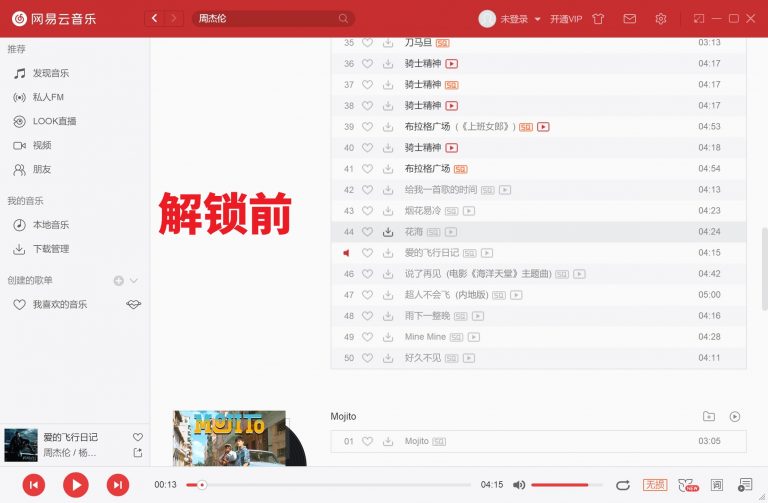 网易云音乐
周杰伦
未登录
开通VIP
推荐
发现音乐
私人FM
LOOK直播
视频
朋友
我的音乐
本地音乐
下载管理
创建的歌单
我喜欢的音乐
解锁前
35 刀马旦 SQ 03:13
36 骑士精神 04:17
37 骑士精神 SQ 04:17
38 骑士精神 04:17
39 布拉格广场 (《上班女郎》) SQ 04:53
40 骑士精神 04:18
41 布拉格广场 SQ 04:54
42 给我一首歌的时间 SQ 04:13
43 烟花易冷 SQ 04:23
44 花海 SQ 04:24
爱的飞行日记 SQ 04:15
46 说了再见 (电影《海洋天堂》主题曲) SQ 04:42
47 超人不会飞 (内地版) SQ 05:00
48 雨下一整晚 SQ 04:16
49 Mine Mine SQ 04:28
50 好久不见 SQ 04:11
MOJITO
Mojito
01 Mojito SQ 03:05
爱的飞行日记
周杰伦 / 杨...
00:13
04:15
无损
NEW
词